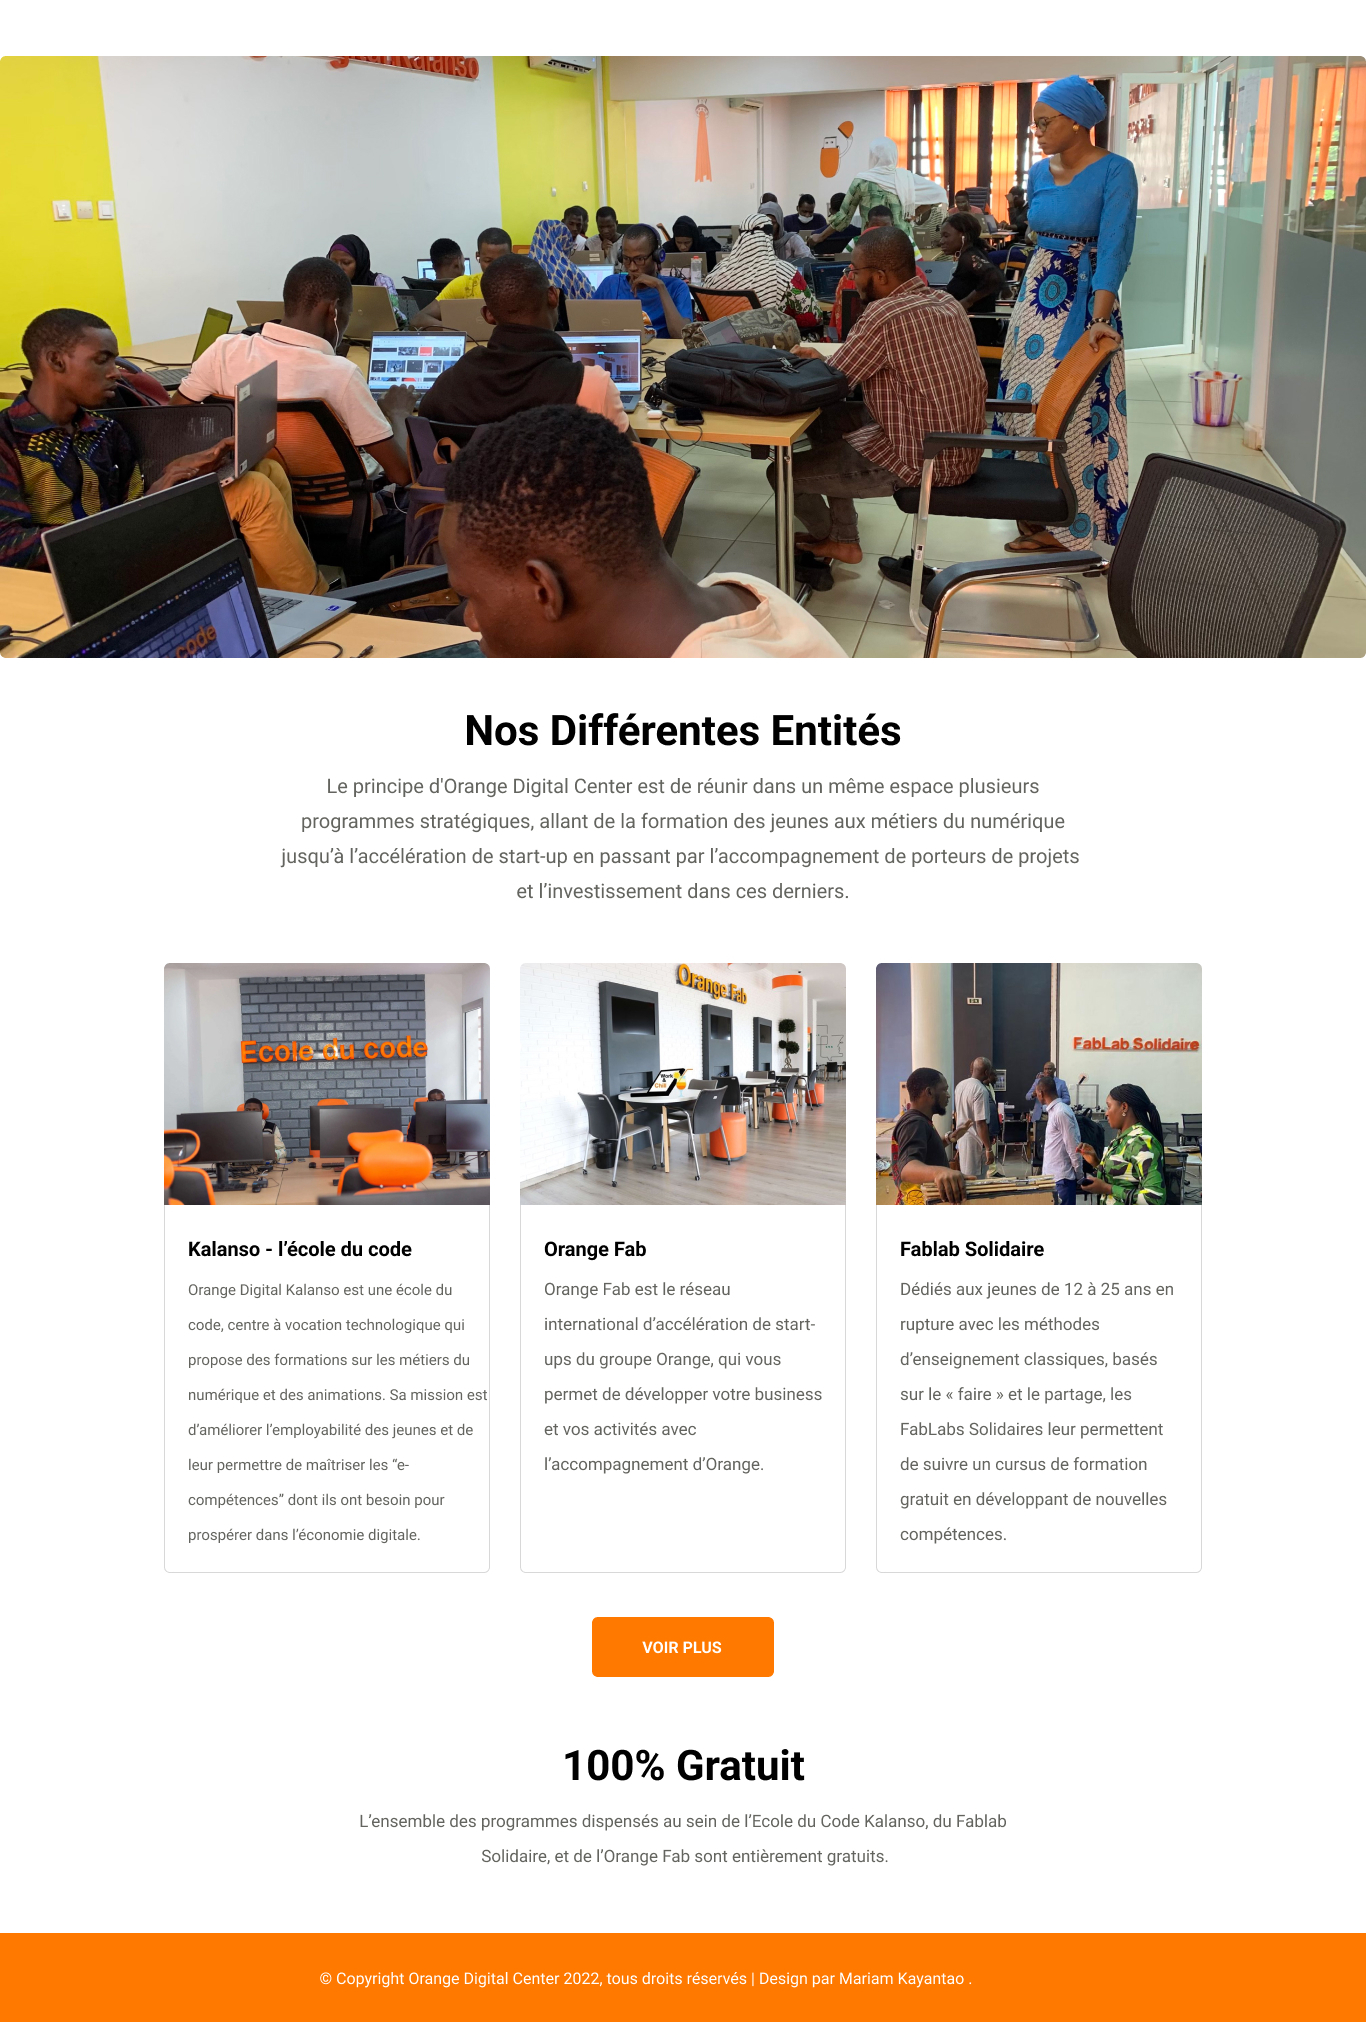 Kalanso
code
Nos Différentes Entités
Le principe d'Orange Digital Center est de réunir dans un même espace plusieurs
programmes stratégiques, allant de la formation des jeunes aux métiers du numérique
jusqu’à l’accélération de start-up en passant par l’accompagnement de porteurs de projets
et l’investissement dans ces derniers.
Ecole du code
Kalanso - l’école du code
Orange Digital Kalanso est une école du
code, centre à vocation technologique qui
propose des formations sur les métiers du
numérique et des animations. Sa mission est
d’améliorer l’employabilité des jeunes et de
leur permettre de maîtriser les “e-
compétences” dont ils ont besoin pour
prospérer dans l’économie digitale.
Orange Fab
Work
&
Chill
Orange Fab
Orange Fab est le réseau
international d’accélération de start-
ups du groupe Orange, qui vous
permet de développer votre business
et vos activités avec
l’accompagnement d’Orange.
FabLab Solidaire
Fablab Solidaire
Dédiés aux jeunes de 12 à 25 ans en
rupture avec les méthodes
d’enseignement classiques, basés
sur le « faire » et le partage, les
FabLabs Solidaires leur permettent
de suivre un cursus de formation
gratuit en développant de nouvelles
compétences.
VOIR PLUS
100% Gratuit
L’ensemble des programmes dispensés au sein de l’Ecole du Code Kalanso, du Fablab
Solidaire, et de l’Orange Fab sont entièrement gratuits.
© Copyright Orange Digital Center 2022, tous droits réservés | Design par Mariam Kayantao .